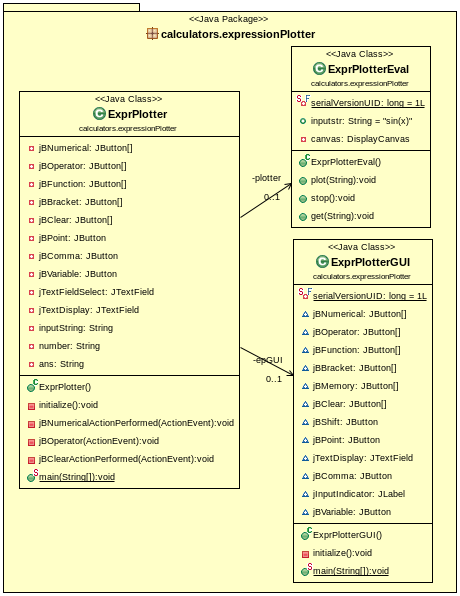 <<Java Package>>
calculators.expressionPlotter
<<Java Class>>
ExprPlotter
calculators.expressionPlotter
jBNumerical: JButton[]
jBOperator: JButton[]
jBFunction: JButton[]
jBBracket: JButton[]
jBClear: JButton[]
jBPoint: JButton
jBComma: JButton
jBVariable: JButton
jTextFieldSelect: JTextField
jTextDisplay: JTextField
inputString: String
number: String
ans: String
ExprPlotter()
initialize():void
jBNumericalActionPerformed(ActionEvent):void
jBOperator(ActionEvent):void
jBClearActionPerformed(ActionEvent):void
main(String[]):void
-plotter
0..1
-epGUI
0..1
<<Java Class>>
ExprPlotterEval
calculators.expressionPlotter
serialVersionUID: long = 1L
inputstr: String = "sin(x)"
canvas: DisplayCanvas
ExprPlotterEval()
plot(String):void
stop():void
get(String):void
<<Java Class>>
ExprPlotterGUI
calculators.expressionPlotter
serialVersionUID: long = 1L
jBNumerical: JButton[]
jBOperator: JButton[]
jBFunction: JButton[]
jBBracket: JButton[]
jBMemory: JButton[]
jBClear: JButton[]
jBShift: JButton
jBPoint: JButton
jTextDisplay: JTextField
jBComma: JButton
jInputIndicator: JLabel
jBVariable: JButton
ExprPlotterGUI()
initialize():void
main(String[]):void